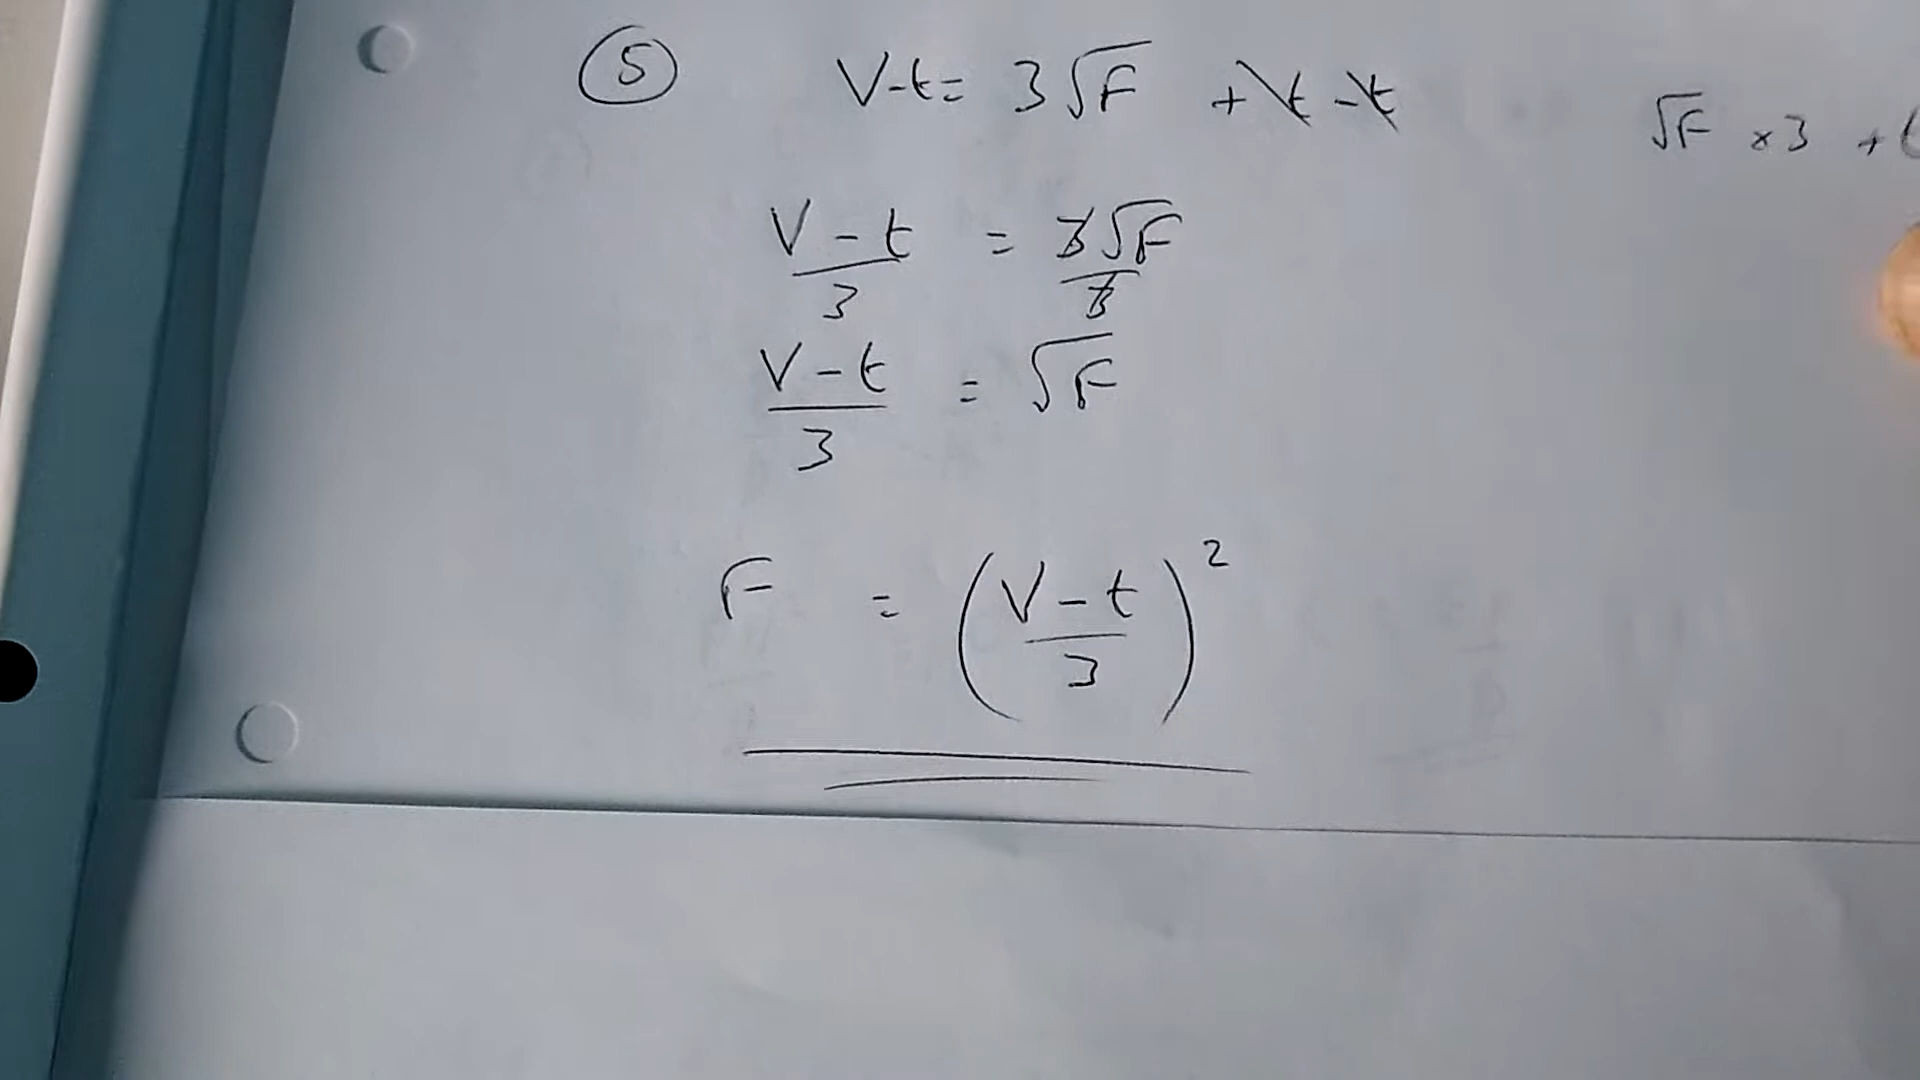 ⑤ V-t = 3√F + t - t
√F × 3 +
V - t / 3 = 3√F / 3
V - t / 3 = √F
F = (V - t / 3)²